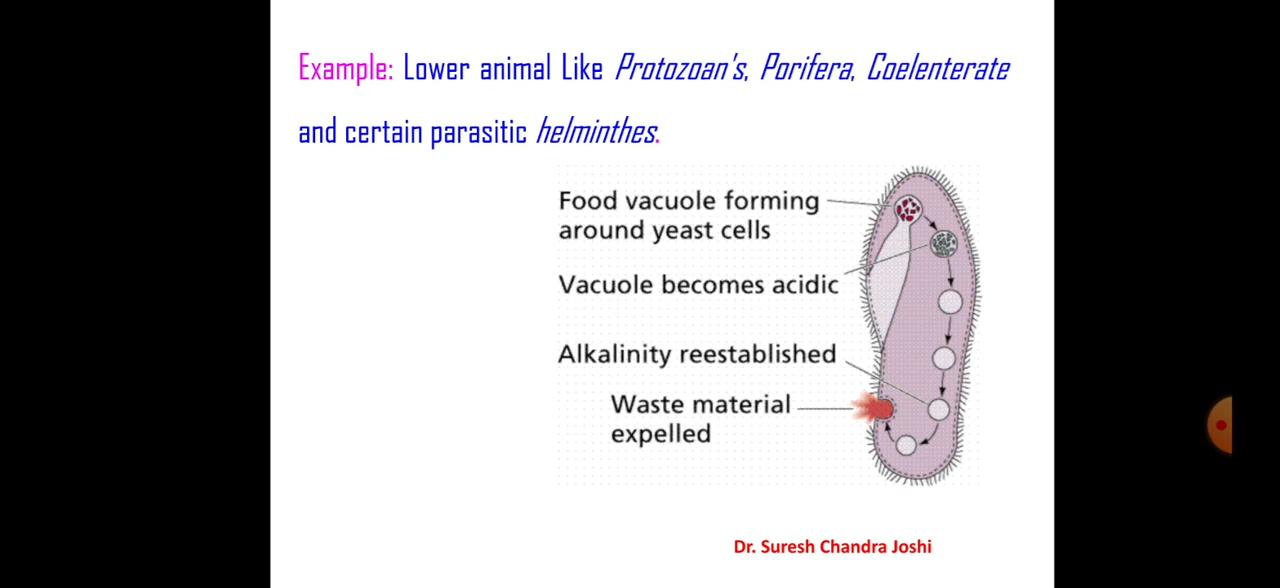 Example: Lower animal Like Protozoan's, Porifera, Coelenterate
and certain parasitic helminthes.
Food vacuole forming
around yeast cells
Vacuole becomes acidic
Alkalinity reestablished
Waste material
expelled
Dr. Suresh Chandra Joshi